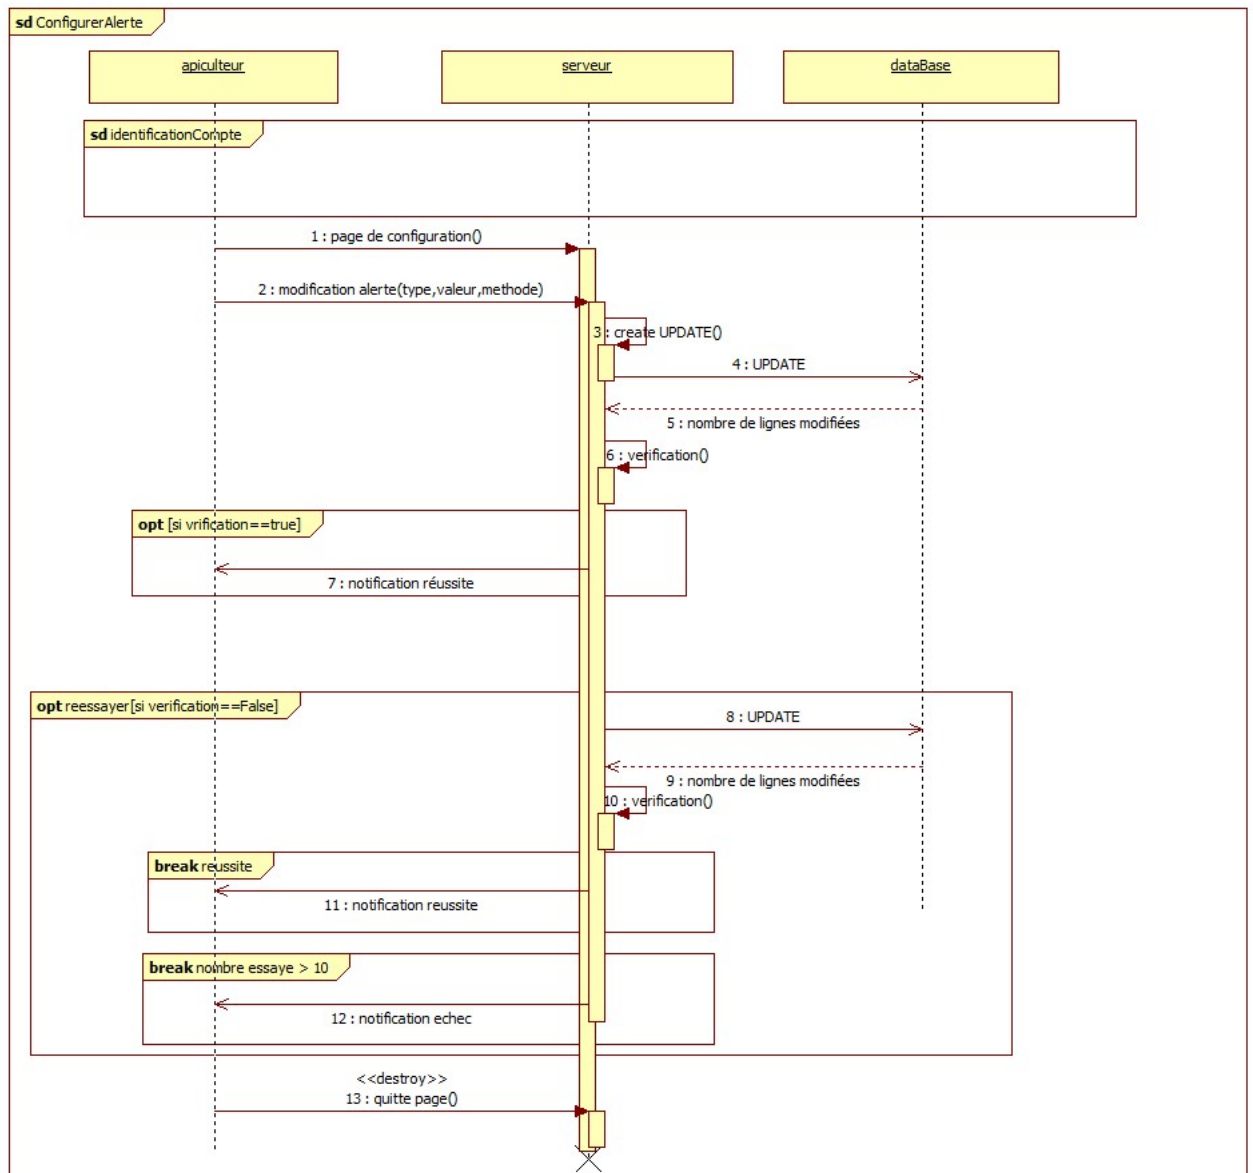 sd ConfigurerAlerte
apiculteur
serveur
dataBase
sd identificationCompte
1 : page de configuration()
2 : modification alerte(type,valeur,methode)
3 : create UPDATE()
4 : UPDATE
5 : nombre de lignes modifiées
6 : verification()
opt [si vrification==true]
7 : notification réussite
opt reessayer[si verification==False]
8 : UPDATE
9 : nombre de lignes modifiées
10 : verification()
break reussite
11 : notification reussite
break nombre essaye > 10
12 : notification echec
<<destroy>>
13 : quitte page()